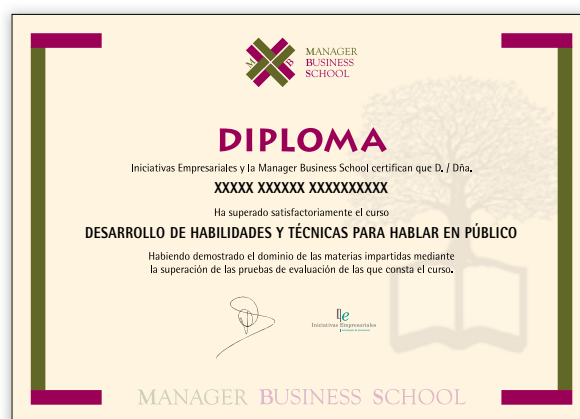 M B
MANAGER
BUSINESS
SCHOOL
DIPLOMA
Iniciativas Empresariales y la Manager Business School certifican que D. / Dña.
XXXXX XXXXXX XXXXXXXXXX
Ha superado satisfactoriamente el curso
DESARROLLO DE HABILIDADES Y TÉCNICAS PARA HABLAR EN PÚBLICO
Habiendo demostrado el dominio de las materias impartidas mediante
la superación de las pruebas de evaluación de las que consta el curso.
Iniciativas Empresariales
MANAGER BUSINESS SCHOOL